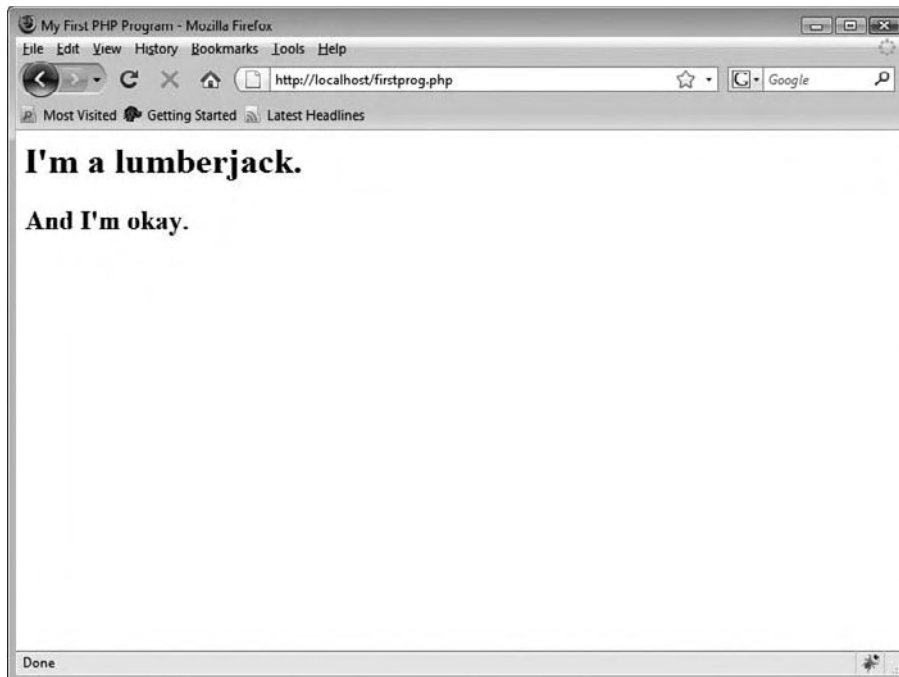 My First PHP Program - Mozilla Firefox
File Edit View History Bookmarks Tools Help
http://localhost/firstprog.php G Google
Most Visited Getting Started Latest Headlines
I'm a lumberjack.
And I'm okay.
Done